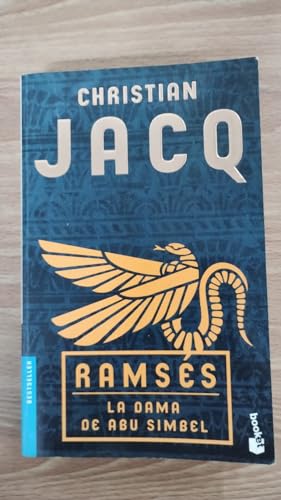 CHRISTIAN
JACQ
RAMSÉS
LA DAMA
DE ABU SIMBEL
BESTSELLER
booket